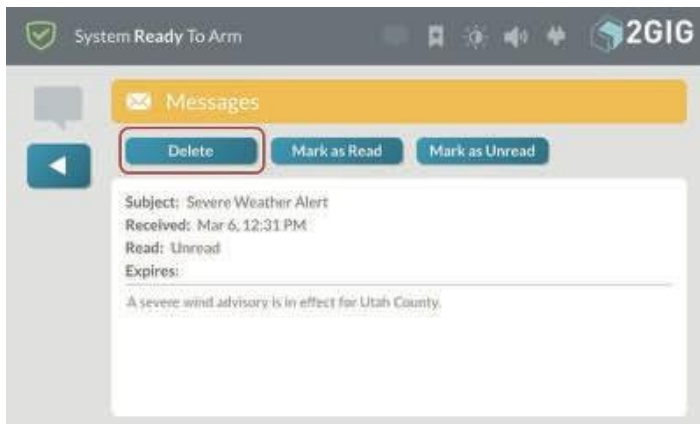 System Ready To Arm
2GIG
Messages
Delete
Mark as Read
Mark as Unread
Subject: Severe Weather Alert
Received: Mar 6, 12:31 PM
Read: Unread
Expires:
A severe wind advisory is in effect for Utah County.